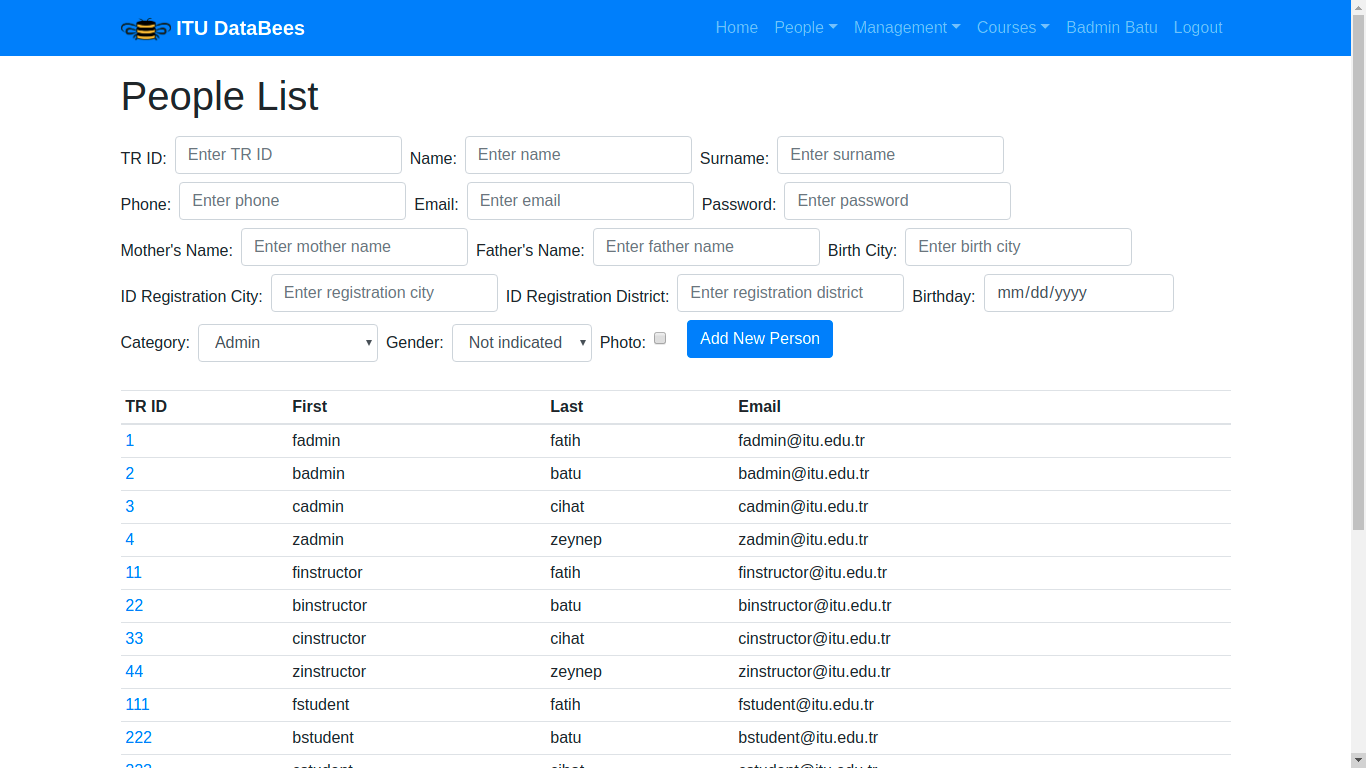 ITU DataBees Home People Management Courses Badmin Batu Logout
People List
TR ID: Enter TR ID Name: Enter name Surname: Enter surname
Phone: Enter phone Email: Enter email Password: Enter password
Mother's Name: Enter mother name Father's Name: Enter father name Birth City: Enter birth city
ID Registration City: Enter registration city ID Registration District: Enter registration district Birthday: mm/dd/yyyy
Category: Admin Gender: Not indicated Photo: Add New Person
TR ID First Last Email
1 fadmin fatih fadmin@itu.edu.tr
2 badmin batu badmin@itu.edu.tr
3 cadmin cihat cadmin@itu.edu.tr
4 zadmin zeynep zadmin@itu.edu.tr
11 finstructor fatih finstructor@itu.edu.tr
22 binstructor batu binstructor@itu.edu.tr
33 cinstructor cihat cinstructor@itu.edu.tr
44 zinstructor zeynep zinstructor@itu.edu.tr
111 fstudent fatih fstudent@itu.edu.tr
222 bstudent batu bstudent@itu.edu.tr